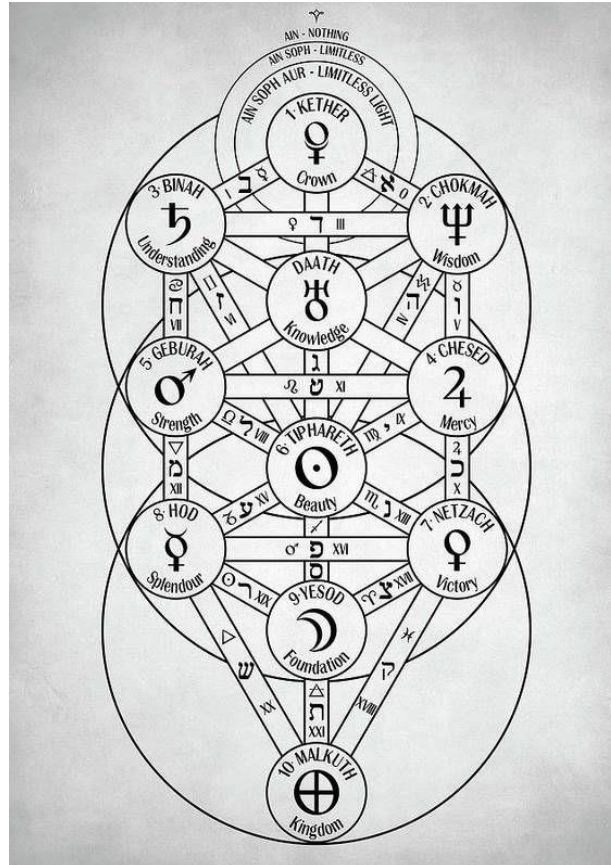 AIN - NOTHING
AIN SOPH - LIMITLESS
AIN SOPH AUR - LIMITLESS LIGHT
1 · KETHER
Crown
I ב
א 0
3 · BINAH
Understanding
2 · CHOKMAH
Wisdom
ד III
DAATH
Knowledge
ח
VII
ז VI
ה IV
ו
V
ג
5 · GEBURAH
Strength
4 · CHESED
Mercy
ט XI
ל VIII
י
6 · TIPHARETH
Beauty
מ
XII
כ
X
ע XV
נ XIII
8 · HOD
Splendour
7 · NETZACH
Victory
פ XVI
ס
ר XIX
צ XVII
9 · YESOD
Foundation
ש
XX
ק
XVIII
ת
XXI
10 · MALKUTH
Kingdom